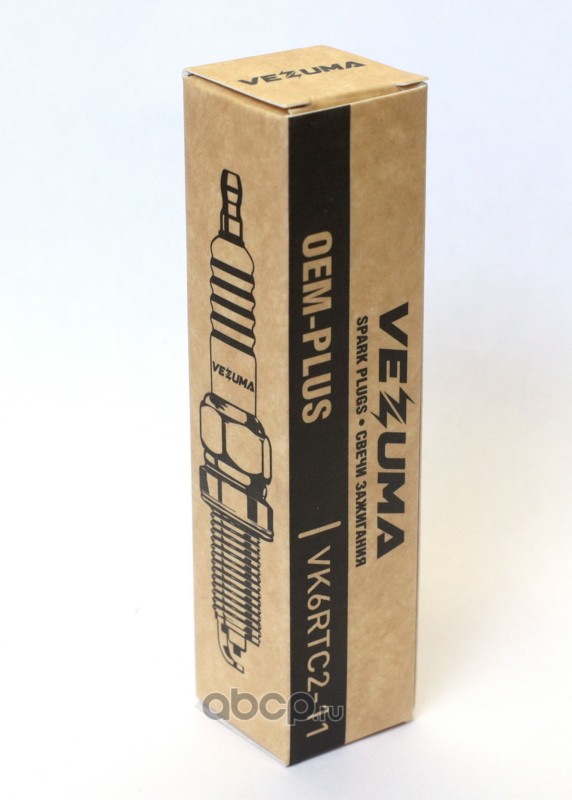 VEZUMA
VEZUMA
OEM-PLUS | VK6RTC2-11
VEZUMA
SPARK PLUGS • СВЕЧИ ЗАЖИГАНИЯ
abcp.ru